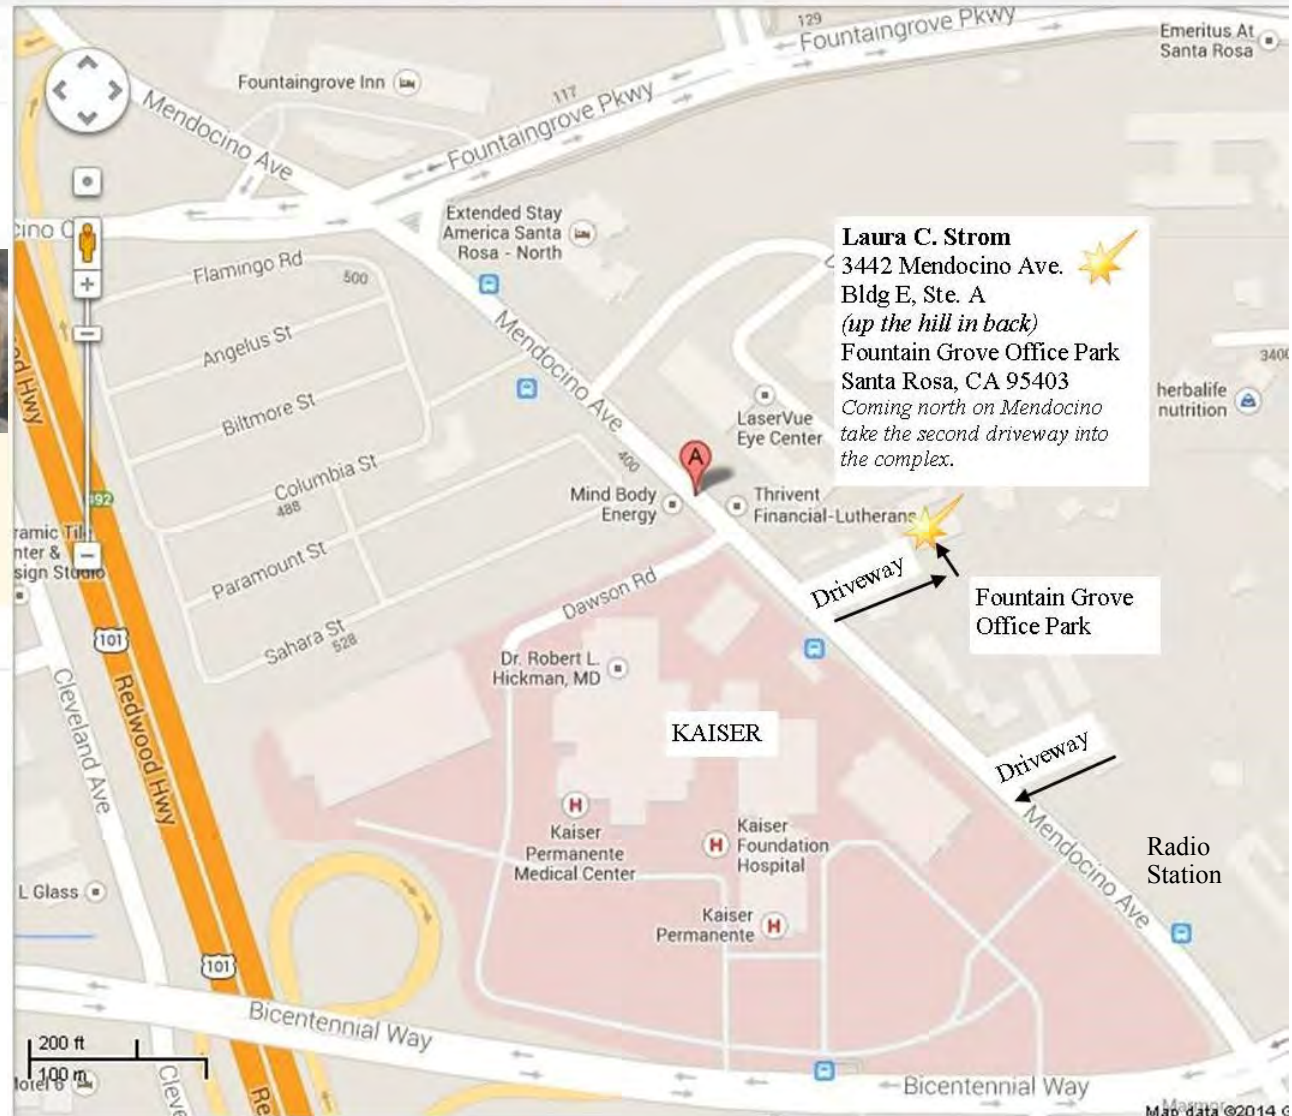 129
Fountaingrove Pkwy
Emeritus At
Santa Rosa
Fountaingrove Inn
Mendocino Ave
117
Fountaingrove Pkwy
Extended Stay
America Santa
Rosa - North
Flamingo Rd
500
Angelus St
Biltmore St
Columbia St
488
Paramount St
Sahara St
528
Mendocino Ave
400
Laura C. Strom
3442 Mendocino Ave.
Bldg E, Ste. A
(up the hill in back)
Fountain Grove Office Park
Santa Rosa, CA 95403
Coming north on Mendocino
take the second driveway into
the complex.
3400
herbalife
nutrition
LaserVue
Eye Center
A
Mind Body
Energy
Thrivent
Financial-Lutherans
Driveway
Fountain Grove
Office Park
Dawson Rd
Dr. Robert L.
Hickman, MD
KAISER
Driveway
Mendocino Ave
Radio
Station
H
Kaiser
Permanente
Medical Center
H
Kaiser
Foundation
Hospital
Kaiser
Permanente
H
101
Redwood Hwy
Cleveland Ave
L Glass
101
Bicentennial Way
Bicentennial Way
200 ft
100 m
Map data ©2014 G